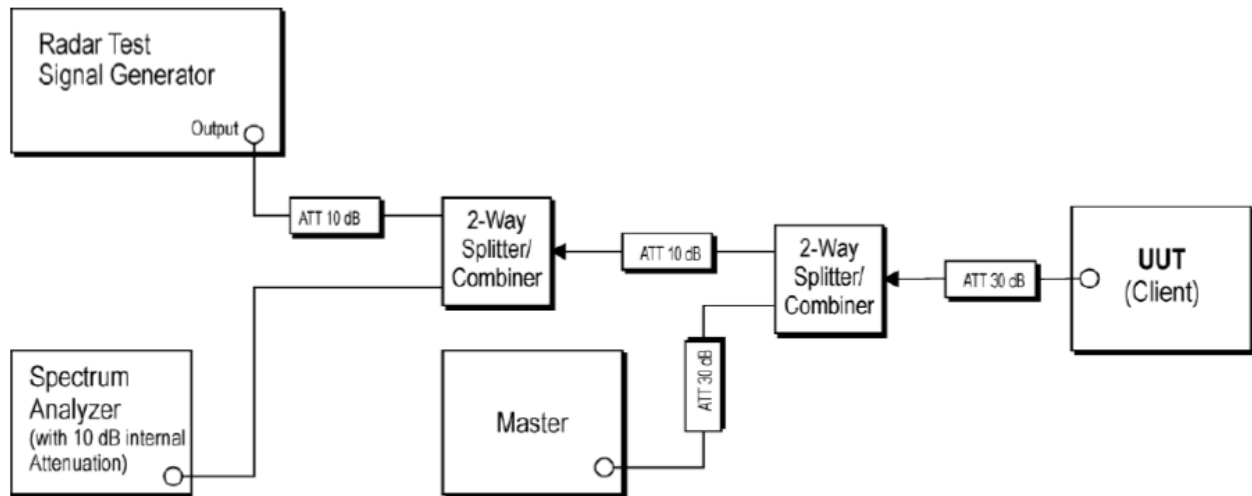 Radar Test
Signal Generator
Output
ATT 10 dB
2-Way
Splitter/
Combiner
ATT 10 dB
2-Way
Splitter/
Combiner
ATT 30 dB
UUT
(Client)
Spectrum
Analyzer
(with 10 dB internal
Attenuation)
Master
ATT 30 dB